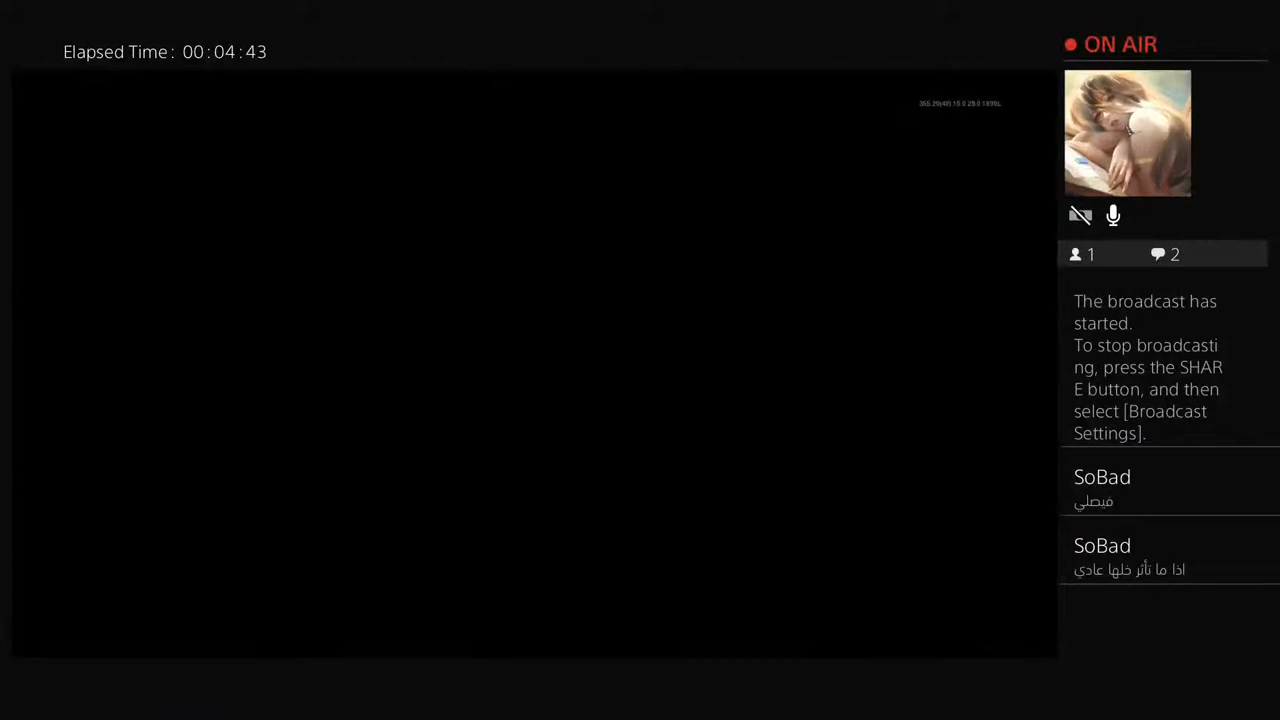 Elapsed Time: 00:04:43
ON AIR
1 2
The broadcast has
started.
To stop broadcasti
ng, press the SHAR
E button, and then
select [Broadcast
Settings].
SoBad
فيصلي
SoBad
اذا ما تأثر خلها عادي